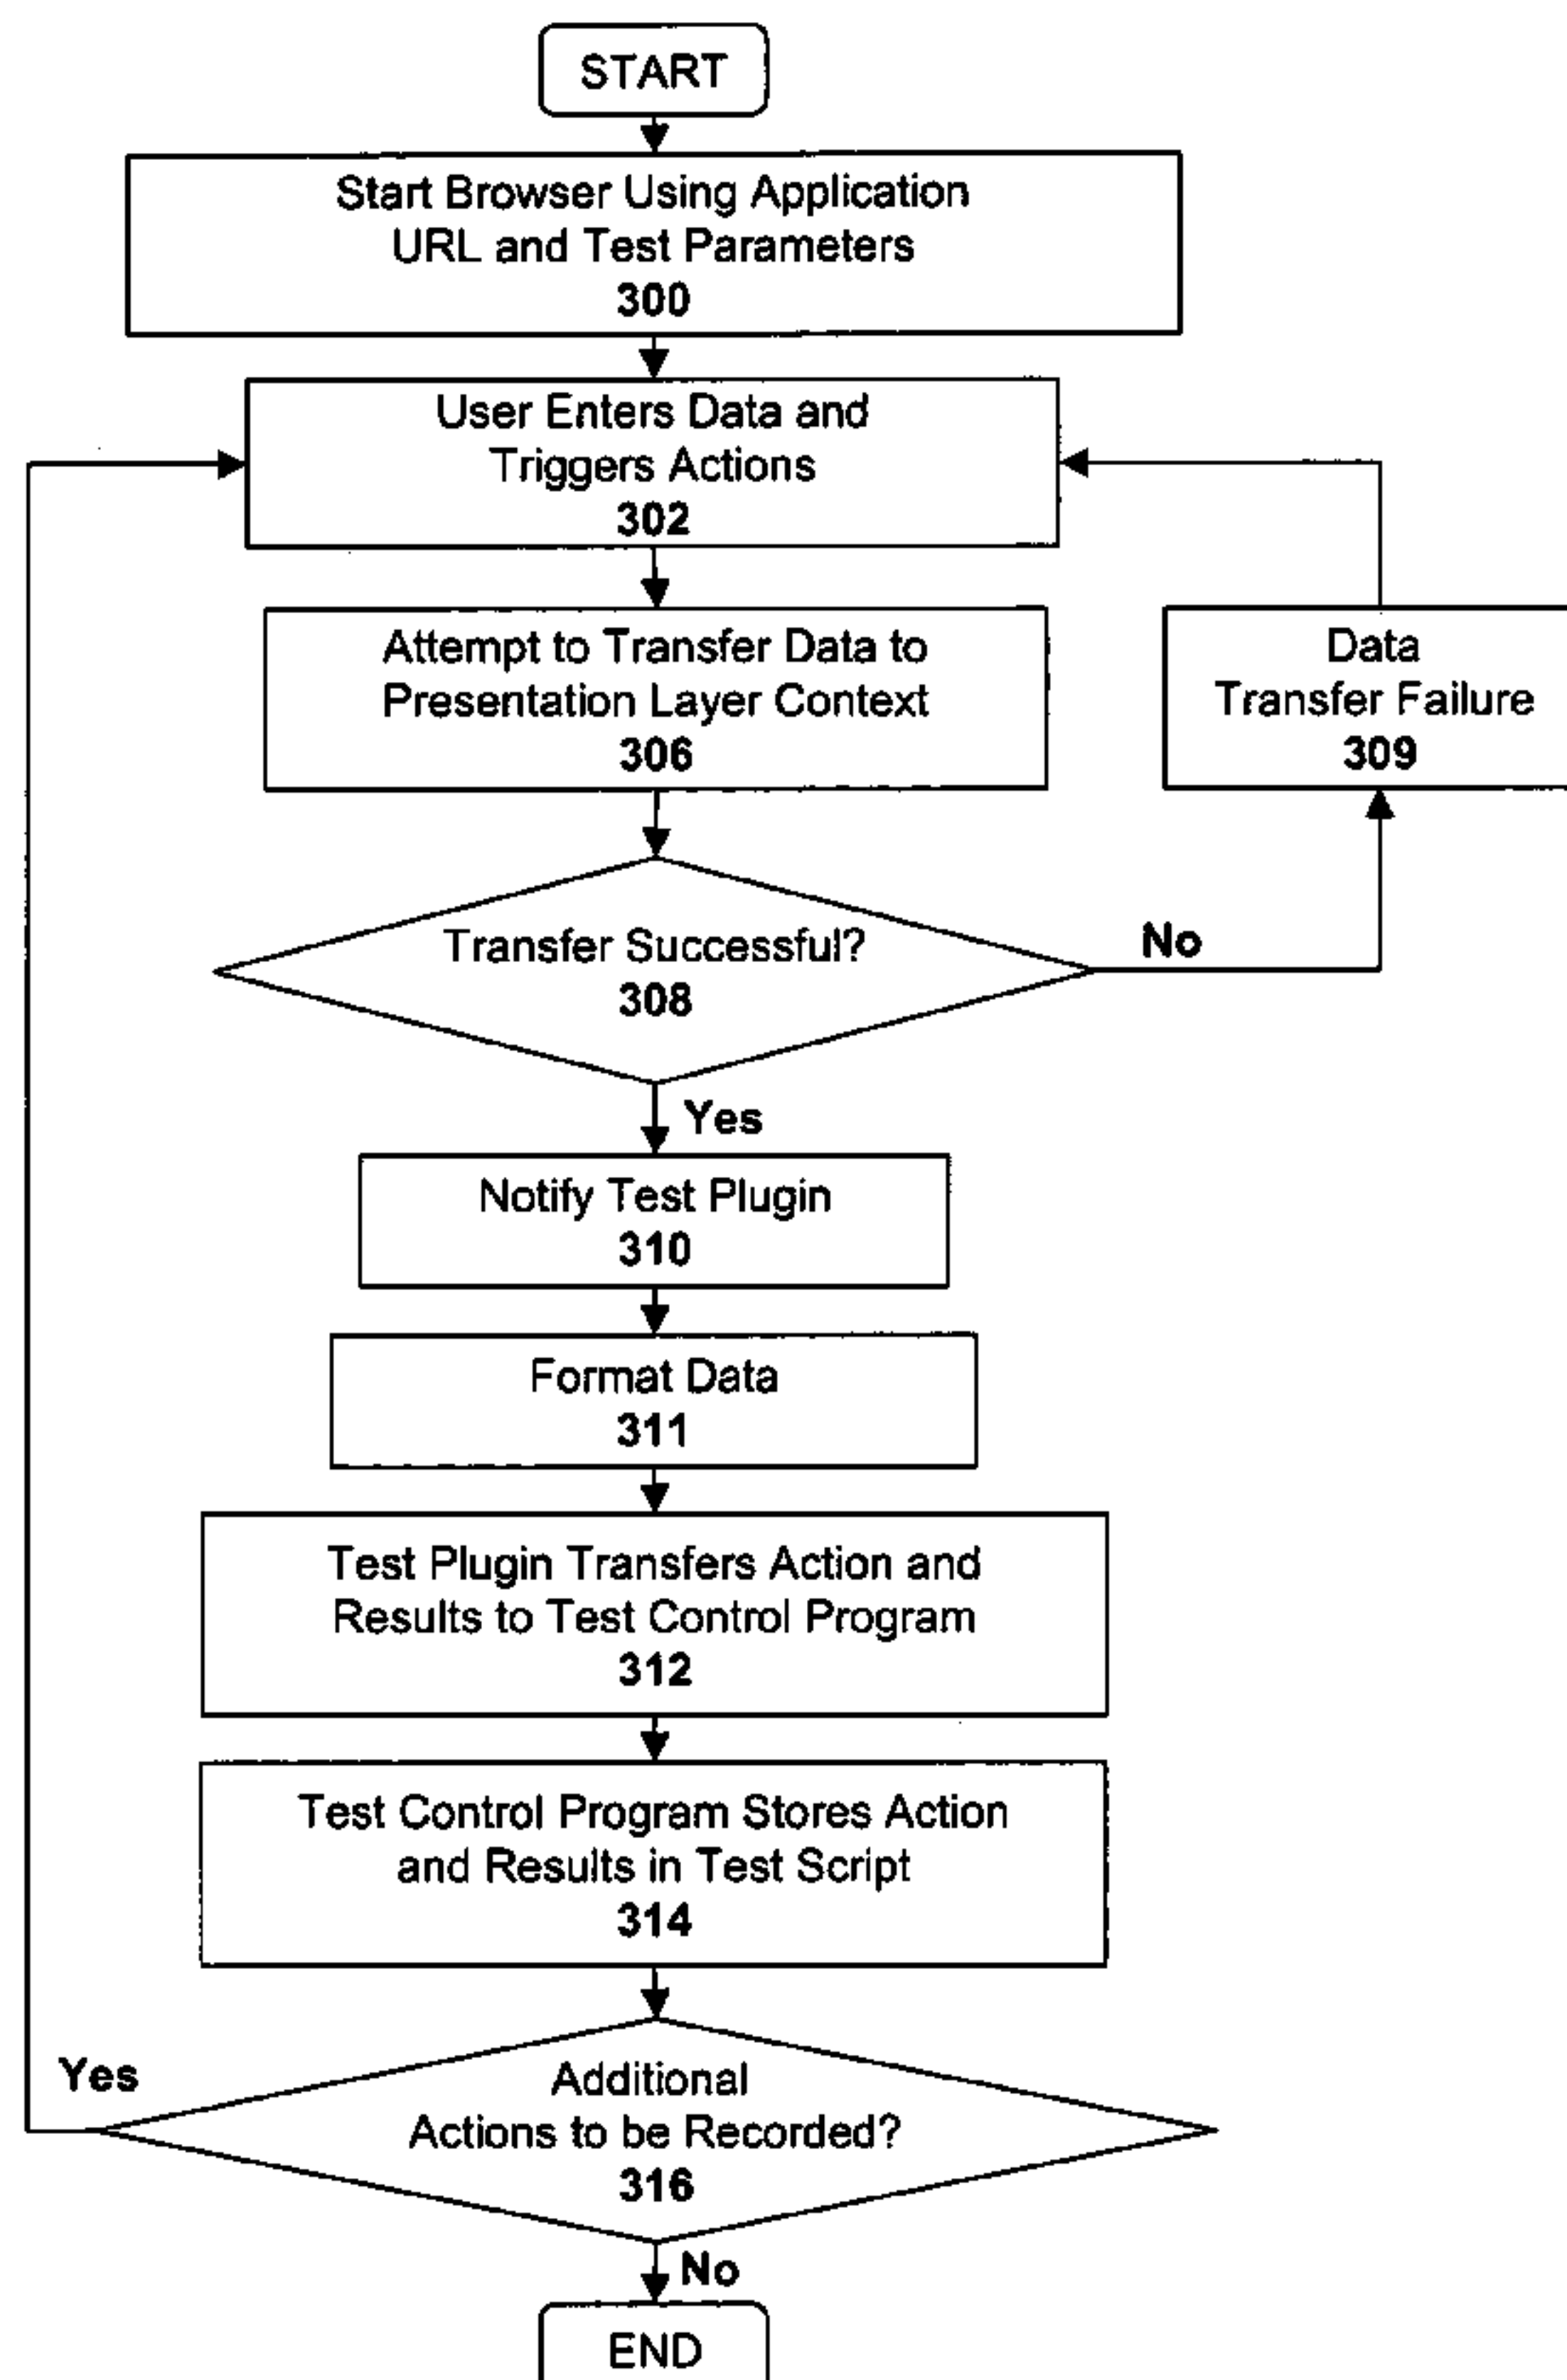 START
Start Browser Using Application
URL and Test Parameters
300
User Enters Data and
Triggers Actions
302
Attempt to Transfer Data to
Presentation Layer Context
306
Data
Transfer Failure
309
Transfer Successful?
308
No
Yes
Notify Test Plugin
310
Format Data
311
Test Plugin Transfers Action and
Results to Test Control Program
312
Test Control Program Stores Action
and Results in Test Script
314
Yes
Additional
Actions to be Recorded?
316
No
END